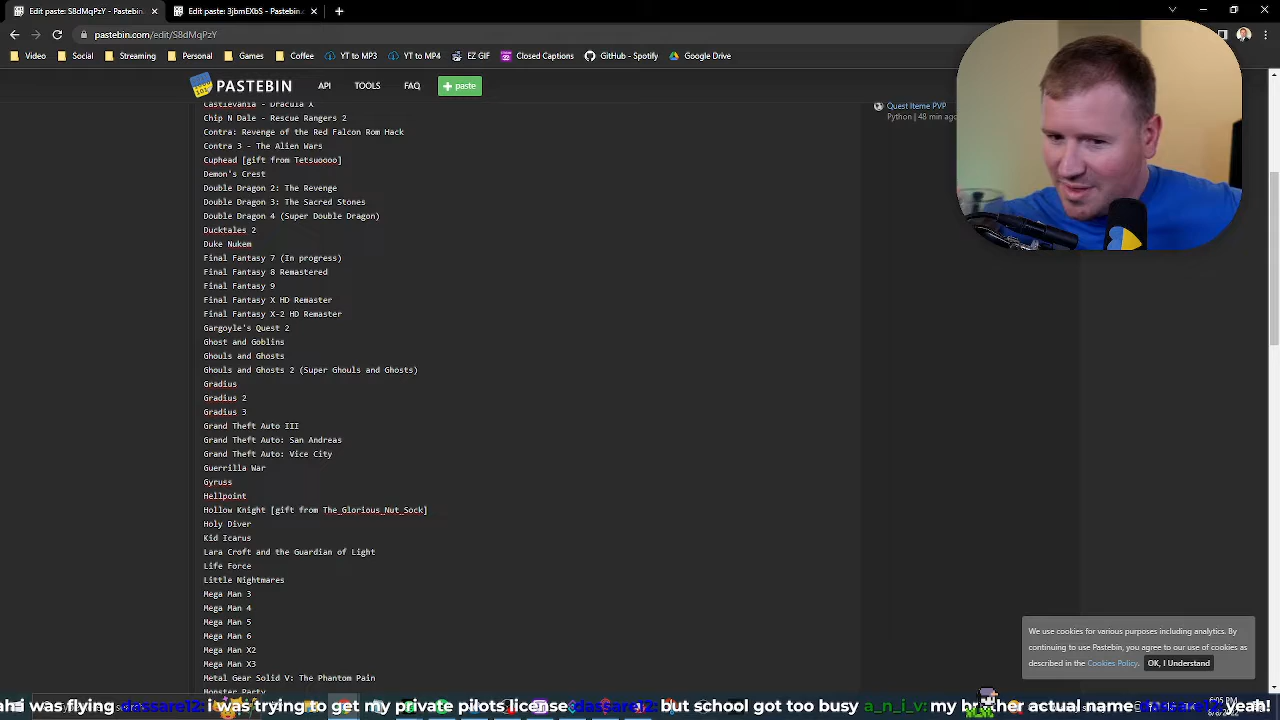 Edit paste: S8dMqPzY - Pastebin
Edit paste: 3jbnEX0i - Pastebin
pastebin.com/edit/S8dMqPzY
Video Social Streaming Personal Games Coffee YT to MP3 YT to MP4 EZ GIF Closed Captions GitHub - Spotify Google Drive
PASTEBIN API TOOLS FAQ + paste
Castlevania - Dracula X
Chip N Dale - Rescue Rangers 2
Contra: Revenge of the Red Falcon Rom Hack
Contra 3 - The Alien Wars
Cuphead [gift from Tetsuoooo]
Demon's Crest
Double Dragon 2: The Revenge
Double Dragon 3: The Sacred Stones
Double Dragon 4 (Super Double Dragon)
Ducktales 2
Duke Nukem
Final Fantasy 7 (In progress)
Final Fantasy 8 Remastered
Final Fantasy 9
Final Fantasy X HD Remaster
Final Fantasy X-2 HD Remaster
Gargoyle's Quest 2
Ghost and Goblins
Ghouls and Ghosts
Ghouls and Ghosts 2 (Super Ghouls and Ghosts)
Gradius
Gradius 2
Gradius 3
Grand Theft Auto III
Grand Theft Auto: San Andreas
Grand Theft Auto: Vice City
Guerrilla War
Gyruss
Hellpoint
Hollow Knight [gift from The_Glorious_Nut_Sock]
Holy Diver
Kid Icarus
Lara Croft and the Guardian of Light
Life Force
Little Nightmares
Mega Man 3
Mega Man 4
Mega Man 5
Mega Man 6
Mega Man X2
Mega Man X3
Metal Gear Solid V: The Phantom Pain
Monster Party
Quest Iteme PVP
Python | 48 min ago
We use cookies for various purposes including analytics. By
continuing to use Pastebin, you agree to our use of cookies as
described in the Cookies Policy. OK, I Understand
was flying dassare12: i was trying to get my private pilots license dassare12: but school got too busy a_n_i_v: my brother actual name dassare12: yeah